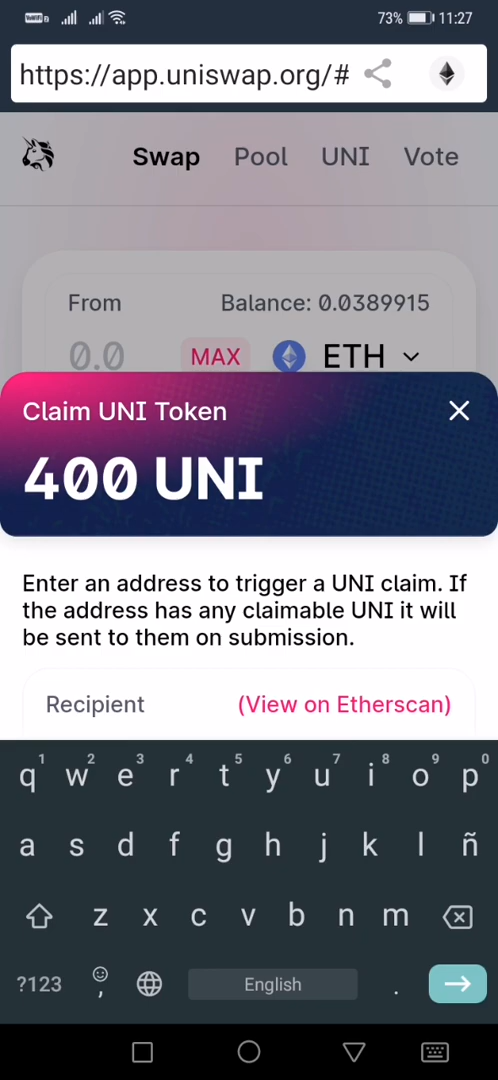 73% 11:27
https://app.uniswap.org/#
Swap Pool UNI Vote
From Balance: 0.0389915
0.0 MAX ETH
Claim UNI Token
400 UNI
Enter an address to trigger a UNI claim. If
the address has any claimable UNI it will
be sent to them on submission.
Recipient (View on Etherscan)
1 2 3 4 5 6 7 8 9 0
q w e r t y u i o p
a s d f g h j k l ñ
z x c v b n m
?123 , English .